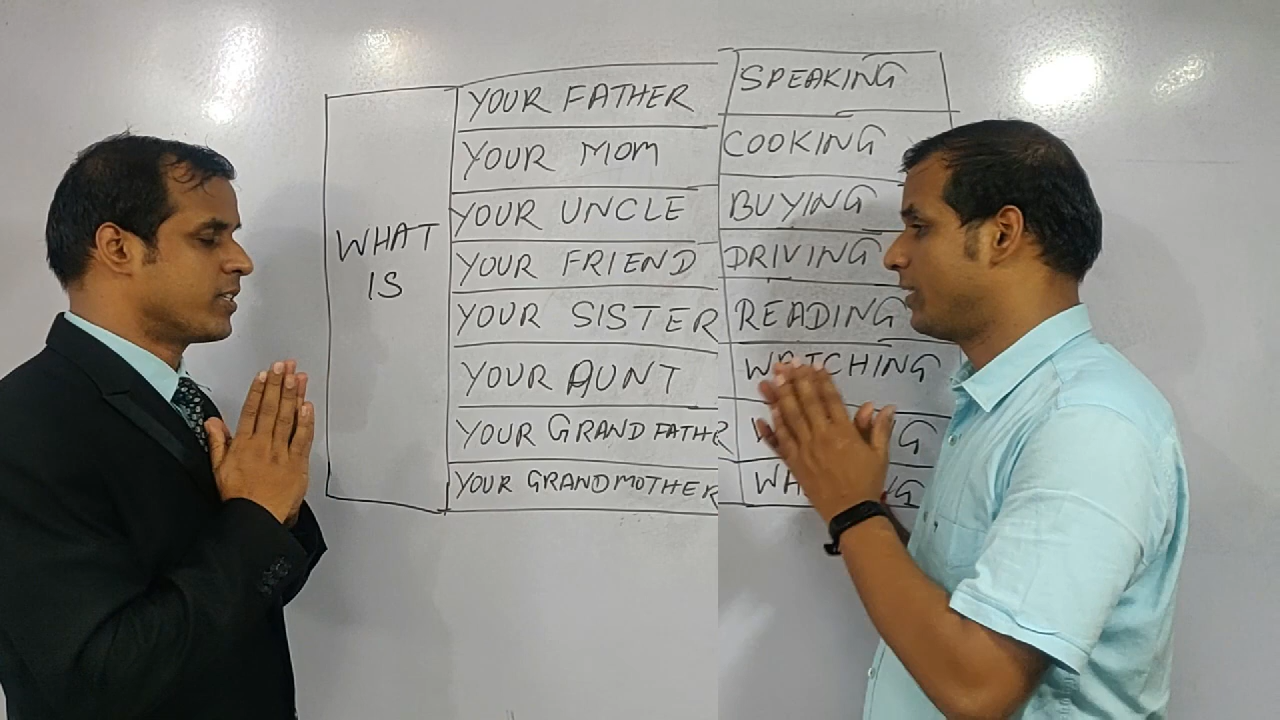 WHAT
IS
YOUR FATHER SPEAKING
YOUR MOM COOKING
YOUR UNCLE BUYING
YOUR FRIEND DRIVING
YOUR SISTER READING
YOUR AUNT WATCHING
YOUR GRAND FATHR
YOUR GRANDMOTHER